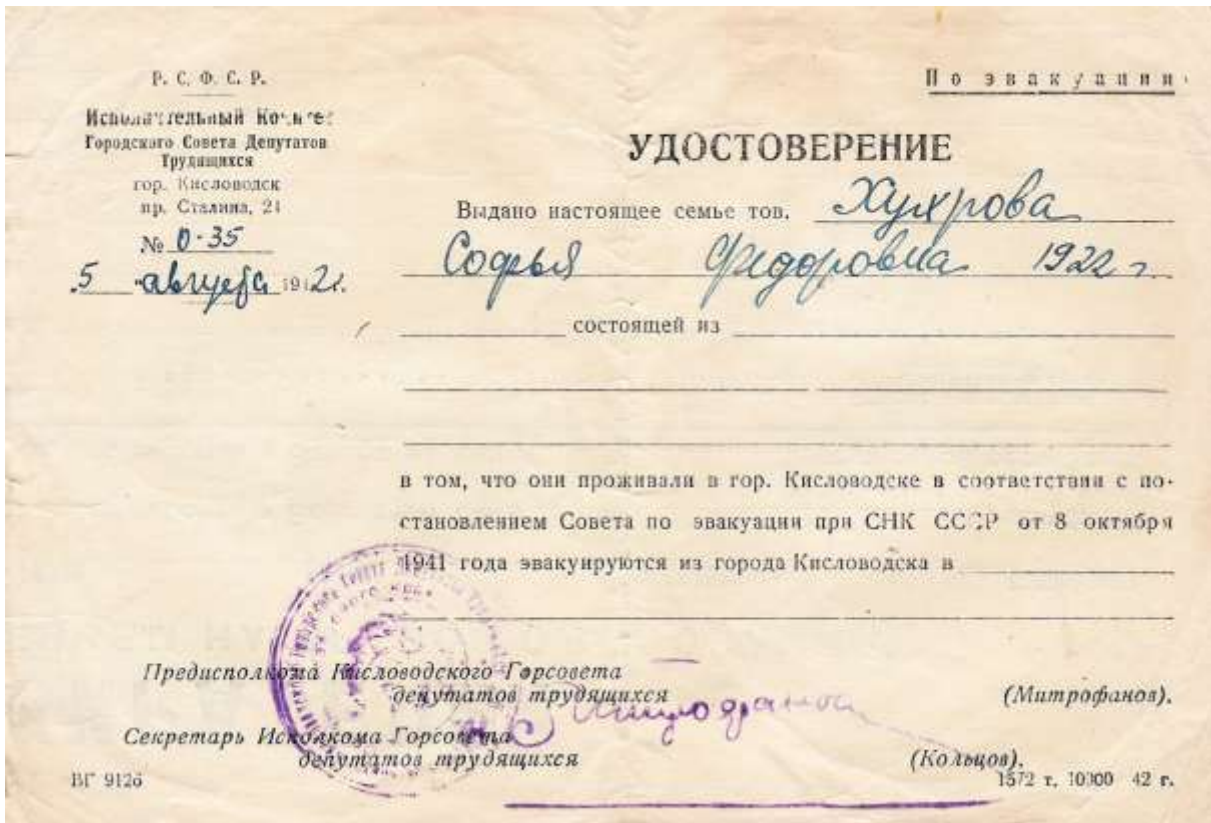 Р. С. Ф. С. Р.
Исполнительный Комитет
Городского Совета Депутатов
Трудящихся
гор. Кисловодск
пр. Сталина, 21
№ 0-35
„5 “ августа 1942 г.
По эвакуации
УДОСТОВЕРЕНИЕ
Выдано настоящее семье тов. Хухрова
Софья Федоровна 1922 г
состоящей из
в том, что они проживали в гор. Кисловодске в соответствии с по-
становлением Совета по эвакуации при СНК СССР от 8 октября
1941 года эвакуируются из города Кисловодска в
Предисполкома Кисловодского Горсовета
депутатов трудящихся (Митрофанов).
Митрофанов
Секретарь Исполкома Горсовета
депутатов трудящихся (Кольцов).
ВГ 9126
1572 т. 10000 42 г.